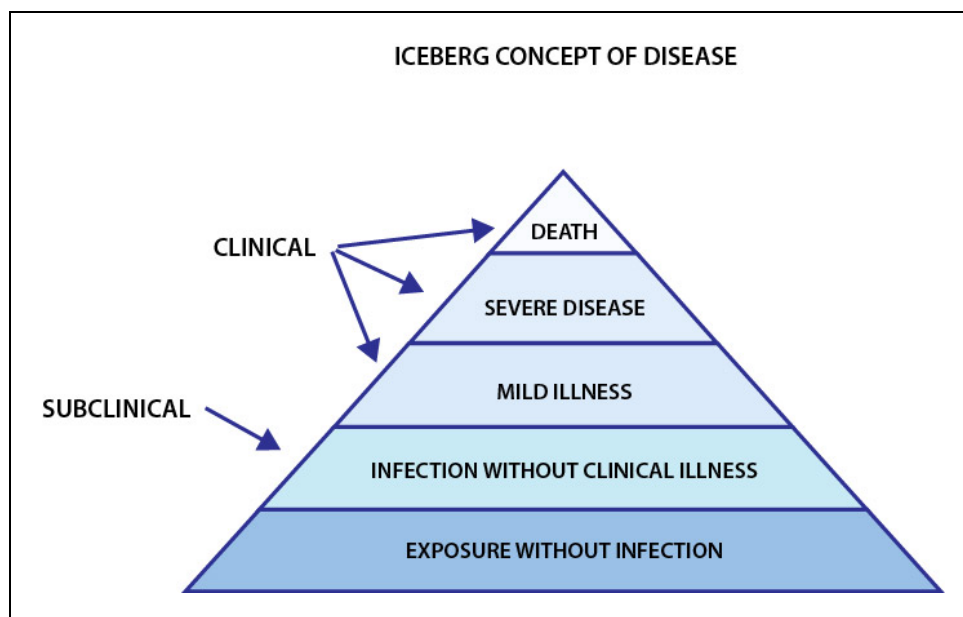 ICEBERG CONCEPT OF DISEASE
DEATH
CLINICAL
SEVERE DISEASE
MILD ILLNESS
SUBCLINICAL
INFECTION WITHOUT CLINICAL ILLNESS
EXPOSURE WITHOUT INFECTION